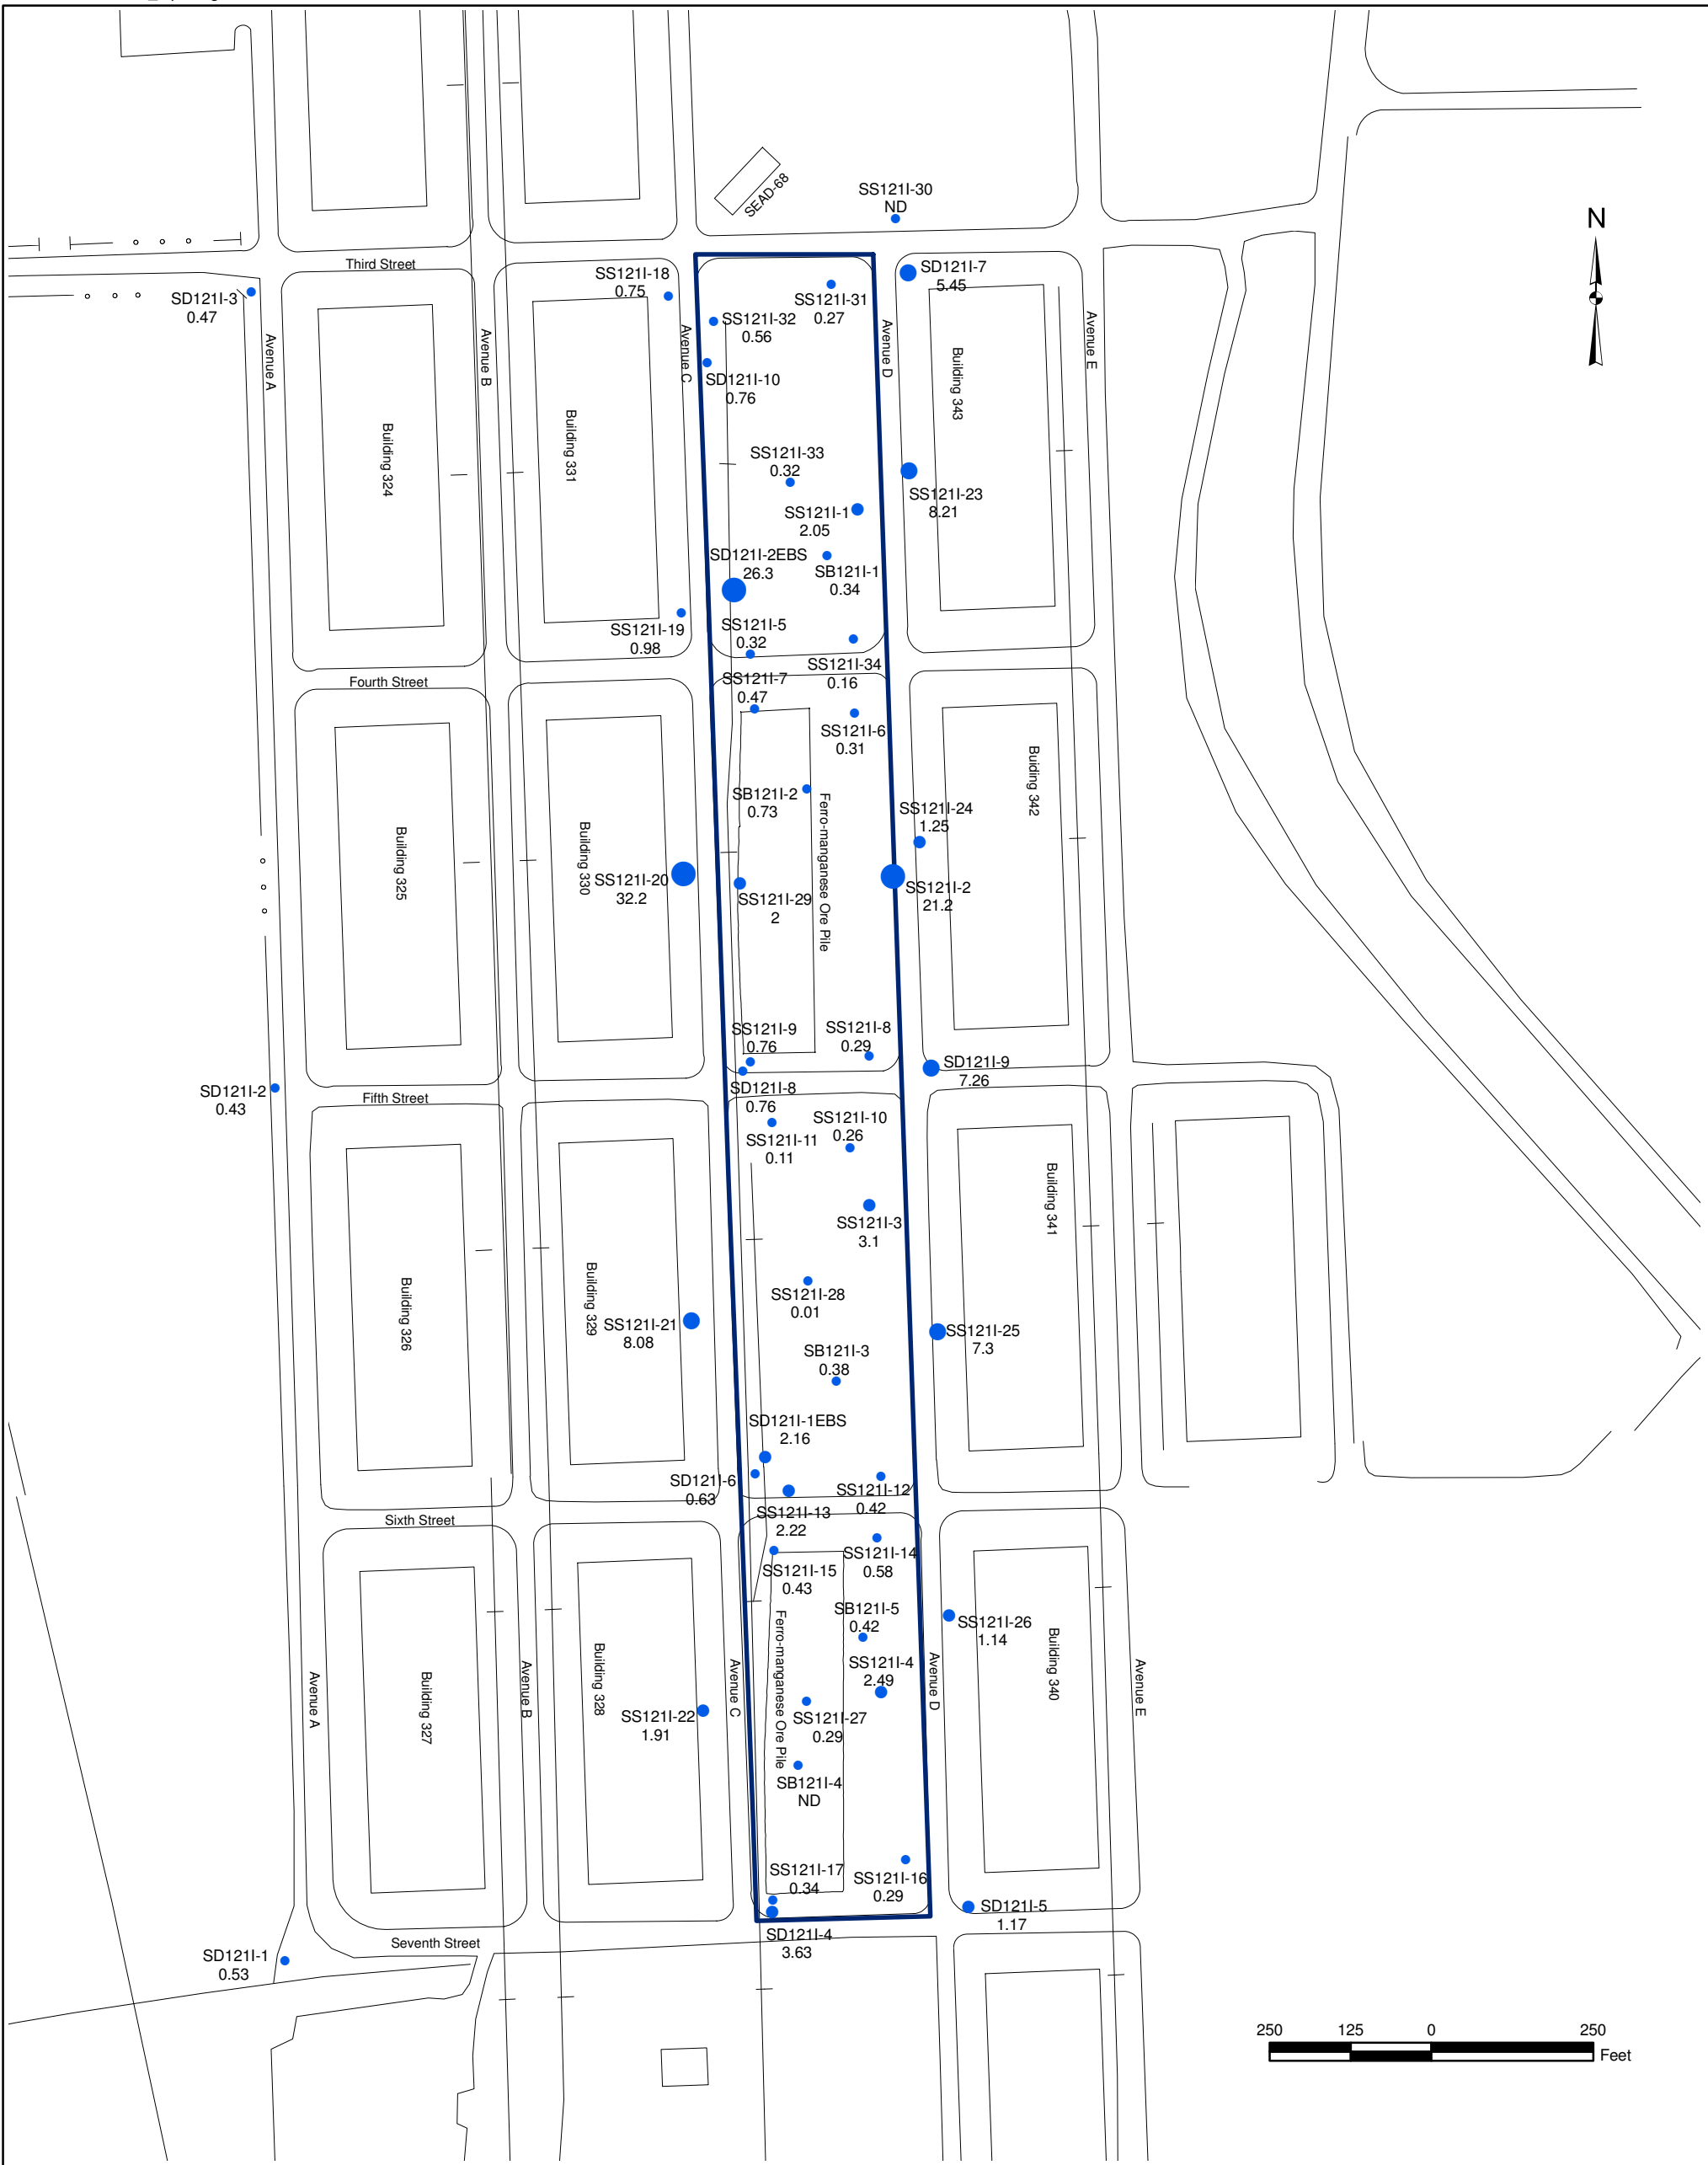 SEAD-68
SS121I-30
ND
N
Third Street
SS121I-18
0.75
SD121I-7
5.45
SD121I-3
0.47
SS121I-31
0.27
SS121I-32
0.56
Avenue A
Avenue B
Avenue C
Avenue D
Avenue E
SD121I-10
0.76
Building 324
Building 331
Building 343
SS121I-33
0.32
SS121I-23
8.21
SS121I-1
2.05
SD121I-2EBS
26.3
SB121I-1
0.34
SS121I-19
0.98
SS121I-5
0.32
SS121I-34
0.16
Fourth Street
SS121I-7
0.47
SS121I-6
0.31
Building 325
Building 330
Buiding 342
SB121I-2
0.73
Ferro-manganese Ore Pile
SS121I-24
1.25
SS121I-20
32.2
SS121I-29
2
SS121I-2
21.2
SS121I-9
0.76
SS121I-8
0.29
SD121I-9
7.26
SD121I-2
0.43
Fifth Street
SD121I-8
0.76
SS121I-10
0.26
SS121I-11
0.11
Building 341
SS121I-3
3.1
Building 326
Building 329
SS121I-28
0.01
SS121I-21
8.08
SS121I-25
7.3
SB121I-3
0.38
SD121I-1EBS
2.16
SD121I-6
0.63
SS121I-12
0.42
SS121I-13
2.22
Sixth Street
SS121I-14
0.58
SS121I-15
0.43
SB121I-5
0.42
SS121I-26
1.14
Ferro-manganese Ore Pile
SS121I-4
2.49
Avenue A
Building 327
Avenue B
Building 328
Avenue C
Avenue D
Building 340
Avenue E
SS121I-22
1.91
SS121I-27
0.29
SB121I-4
ND
SS121I-17
0.34
SS121I-16
0.29
SD121I-5
1.17
SD121I-4
3.63
Seventh Street
SD121I-1
0.53
250 125 0 250
Feet